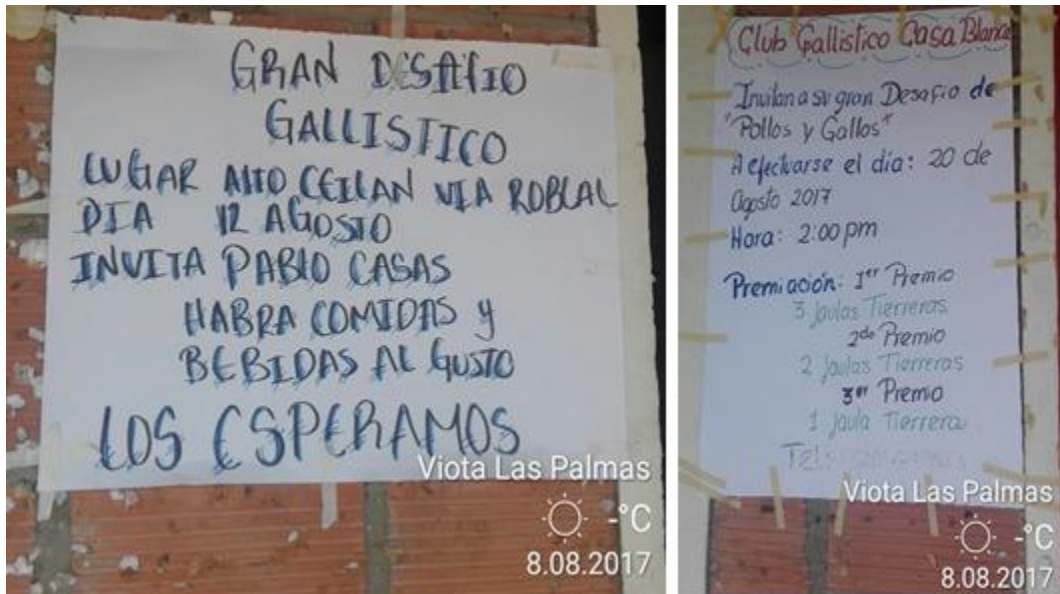 GRAN DESAFIO
GALLISTICO
LUGAR ALTO CEILAN VIA ROBLAL
DIA 12 AGOSTO
INVITA PABLO CASAS
HABRA COMIDAS y
BEBIDAS AL GUSTO
LOS ESPERAMOS
Viota Las Palmas
-°C
8.08.2017
Club Gallistico Casa Blanca
Invitan a su gran Desafio de
"Pollos y Gallos"
A efectuarse el día: 20 de
Agosto 2017
Hora: 2:00 pm
Premiación: 1er Premio
3 Jaulas Tierreras
2do Premio
2 Jaulas Tierreras
3er Premio
1 Jaula Tierrera
Tel:
Viota Las Palmas
-°C
8.08.2017